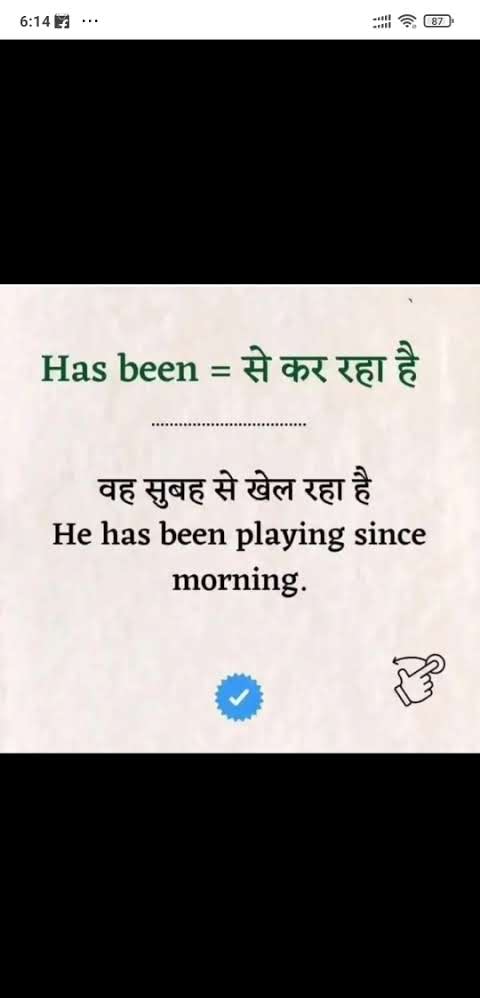 6:14 ...
87
Has been = से कर रहा है
..................................
वह सुबह से खेल रहा है
He has been playing since
morning.